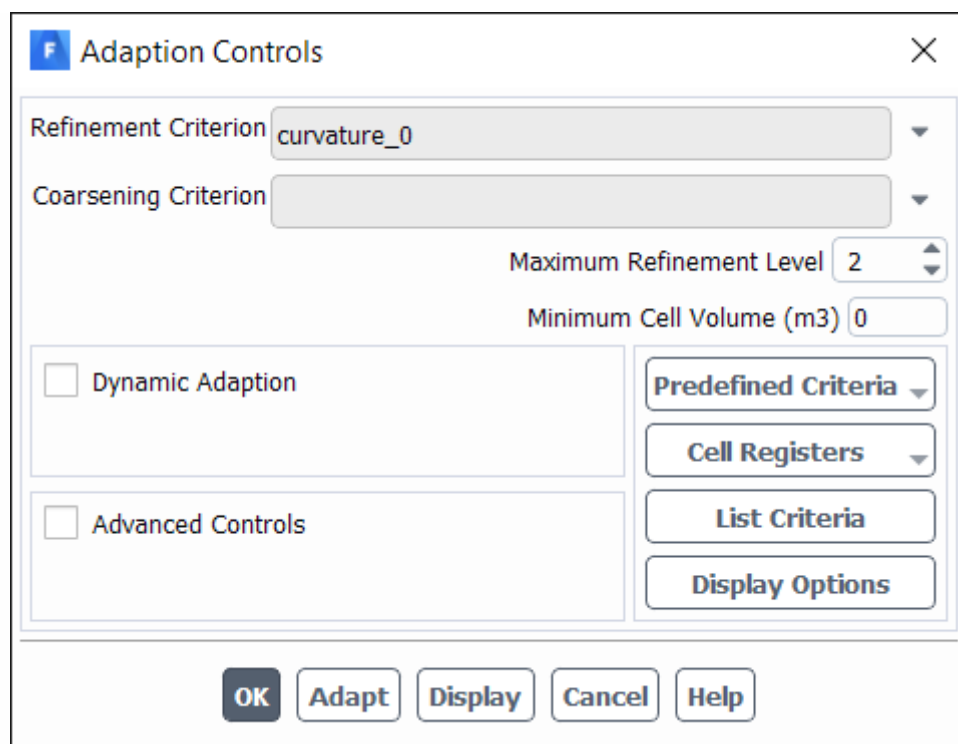 F Adaption Controls
Refinement Criterion curvature_0
Coarsening Criterion
Maximum Refinement Level 2
Minimum Cell Volume (m3) 0
Dynamic Adaption
Predefined Criteria
Cell Registers
Advanced Controls
List Criteria
Display Options
OK Adapt Display Cancel Help